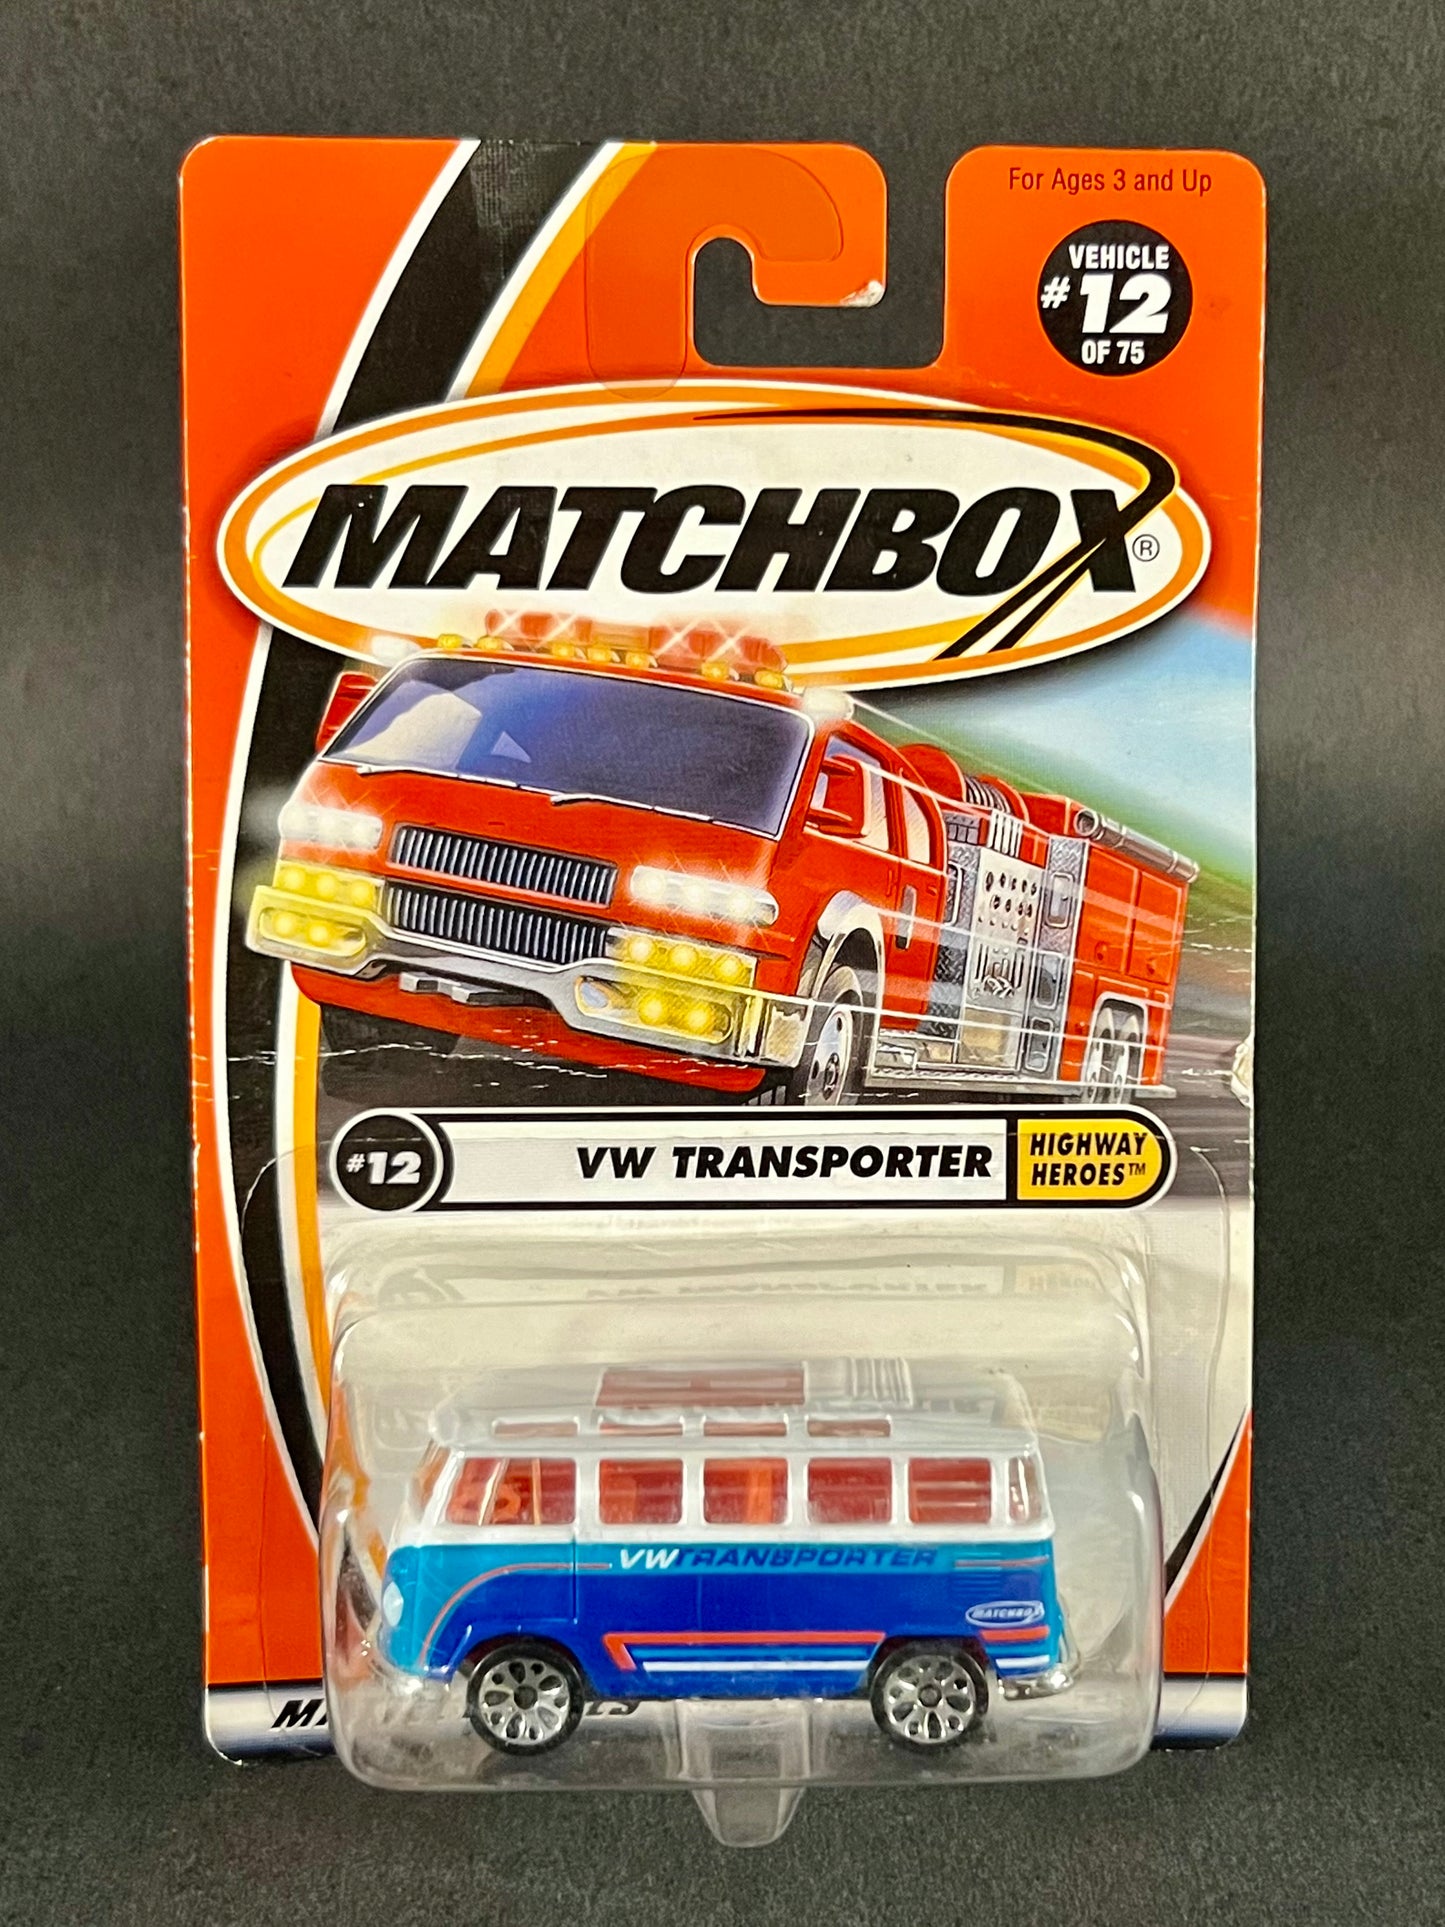 For Ages 3 and Up
VEHICLE
#12
OF 75
MATCHBOX®
#12 VW TRANSPORTER HIGHWAY
HEROES™
VW TRANSPORTER
MATCHBOX